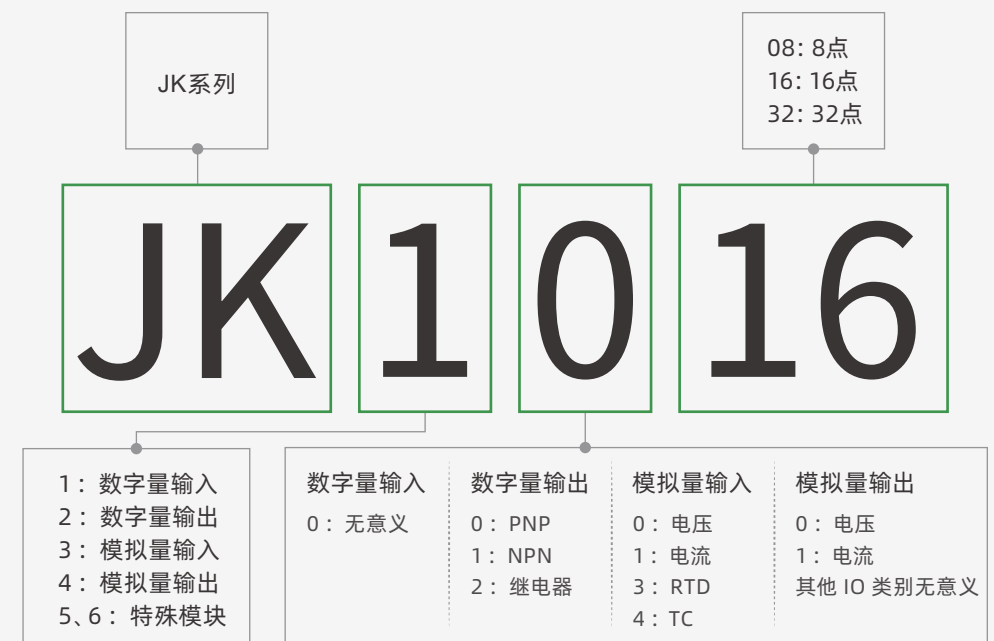 JK系列
08：8点
16：16点
32：32点
JK 1 0 16
1：数字量输入
2：数字量输出
3：模拟量输入
4：模拟量输出
5、6：特殊模块
数字量输入
0：无意义
数字量输出
0：PNP
1：NPN
2：继电器
模拟量输入
0：电压
1：电流
3：RTD
4：TC
模拟量输出
0：电压
1：电流
其他 IO 类别无意义